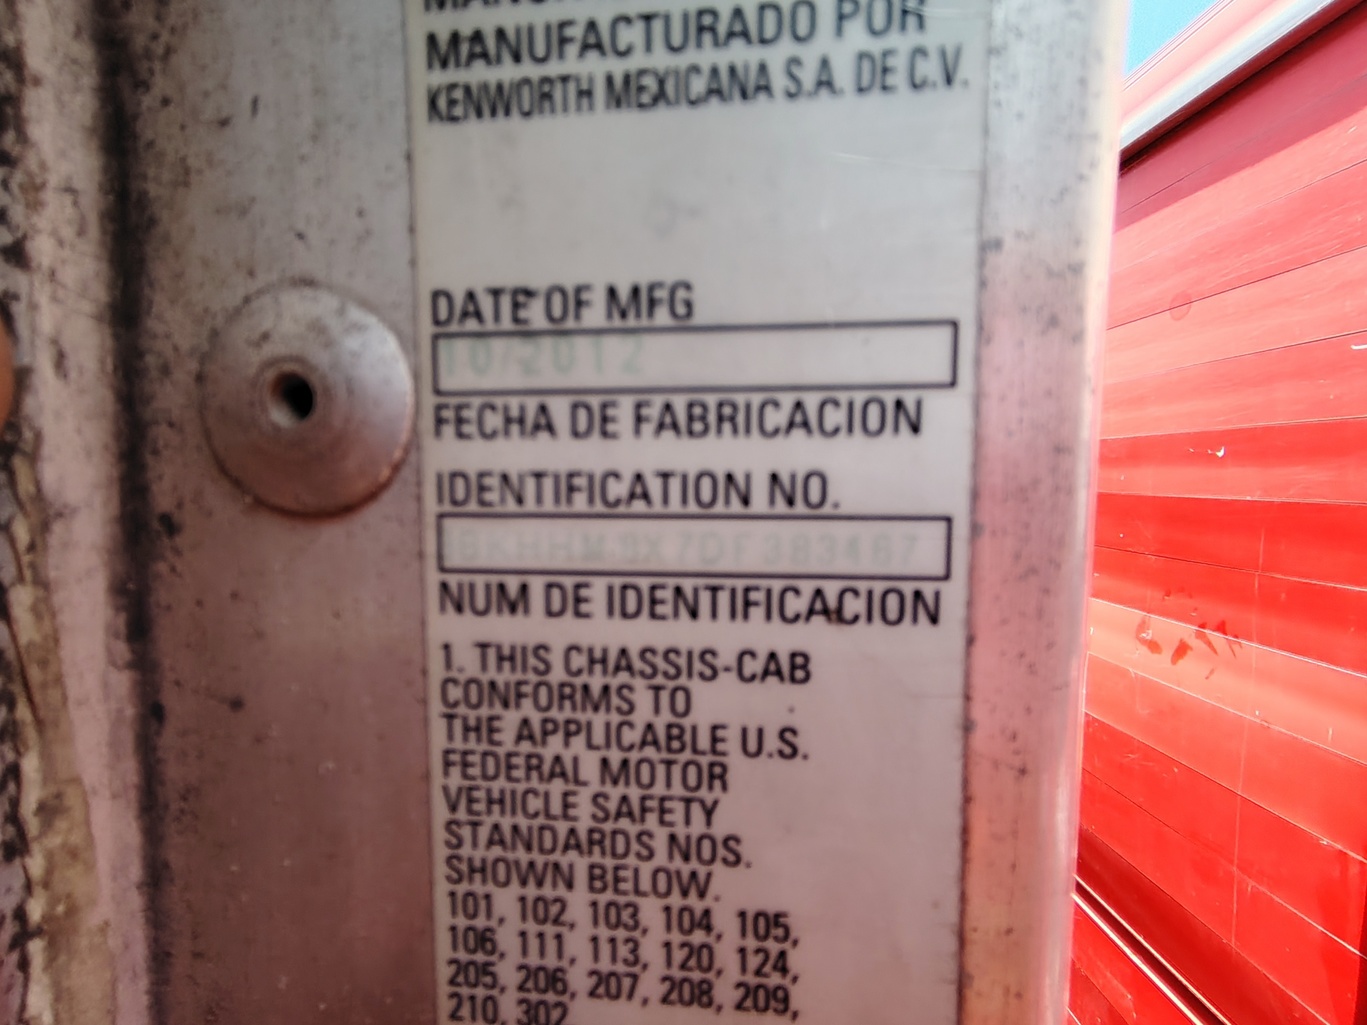 MANUFACTURADO POR
KENWORTH MEXICANA S.A. DE C.V.
DATE OF MFG
10/2012
FECHA DE FABRICACION
IDENTIFICATION NO.
NUM DE IDENTIFICACION
1. THIS CHASSIS-CAB
CONFORMS TO
THE APPLICABLE U.S.
FEDERAL MOTOR
VEHICLE SAFETY
STANDARDS NOS.
SHOWN BELOW.
101, 102, 103, 104, 105,
106, 111, 113, 120, 124,
205, 206, 207, 208, 209,
210, 302